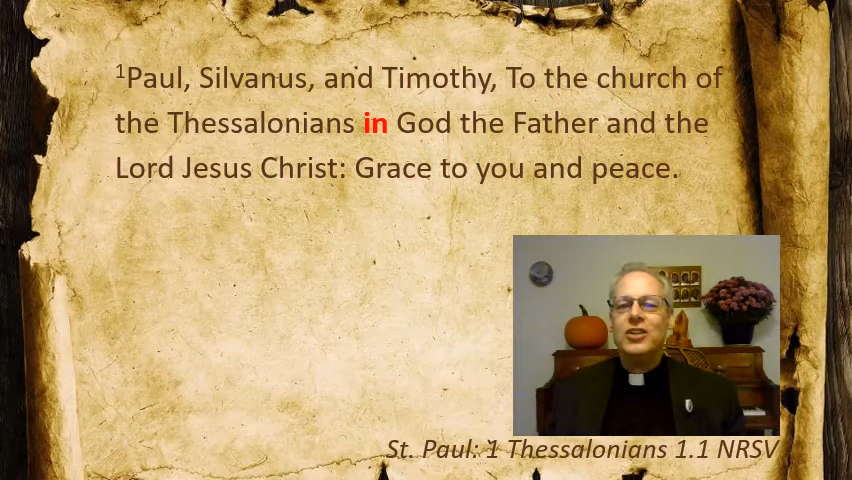 ¹Paul, Silvanus, and Timothy, To the church of
the Thessalonians in God the Father and the
Lord Jesus Christ: Grace to you and peace.
St. Paul: 1 Thessalonians 1.1 NRSV